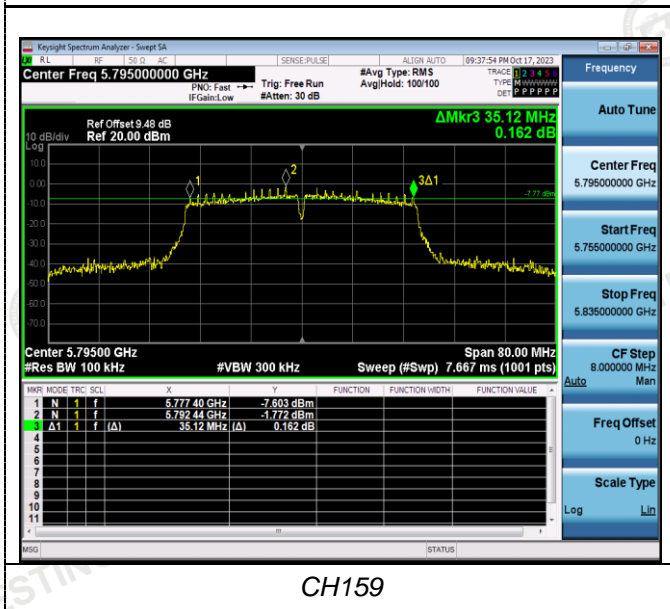 Keysight Spectrum Analyzer - Swept SA
RL RF 50 Ω AC SENSE:PULSE ALIGN AUTO 09:37:54 PM Oct 17, 2023
Center Freq 5.795000000 GHz #Avg Type: RMS TRACE 1 2 3 4 5 6
PNO: Fast Trig: Free Run Avg|Hold: 100/100 TYPE M
IFGain:Low #Atten: 30 dB DET P P P P P P
Frequency
Auto Tune
Center Freq
5.795000000 GHz
Start Freq
5.755000000 GHz
Stop Freq
5.835000000 GHz
CF Step
8.000000 MHz
Auto Man
Freq Offset
0 Hz
Scale Type
Log Lin
ΔMkr3 35.12 MHz
Ref Offset 9.48 dB
10 dB/div Ref 20.00 dBm 0.162 dB
Log
10.0
0.00
-10.0
-20.0
-30.0
-40.0
-50.0
-60.0
-70.0
1
2
3Δ1
-7.77 dBm
Center 5.79500 GHz Span 80.00 MHz
#Res BW 100 kHz #VBW 300 kHz Sweep (#Swp) 7.667 ms (1001 pts)
MKR MODE TRC SCL X Y FUNCTION FUNCTION WIDTH FUNCTION VALUE
1 N 1 f 5.777 40 GHz -7.603 dBm
2 N 1 f 5.792 44 GHz -1.772 dBm
3 Δ1 1 f (Δ) 35.12 MHz (Δ) 0.162 dB
4
5
6
7
8
9
10
11
MSG STATUS
CH159